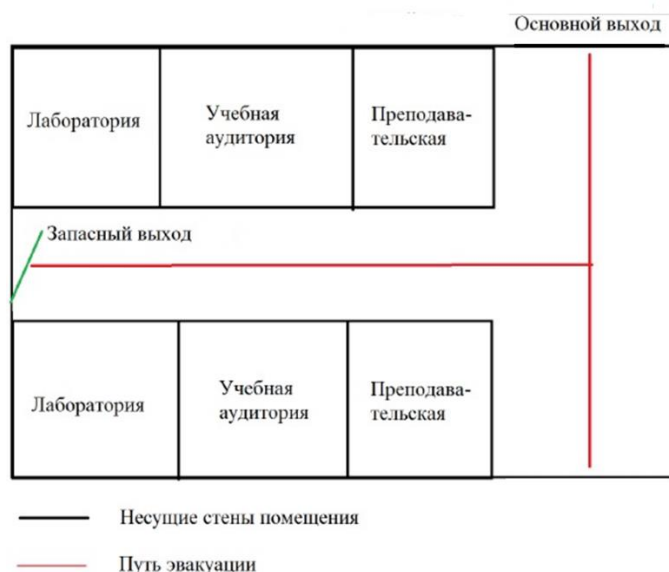 Основной выход
Лаборатория
Учебная
аудитория
Преподава-
тельская
Запасный выход
Лаборатория
Учебная
аудитория
Преподава-
тельская
Несущие стены помещения
Путь эвакуации